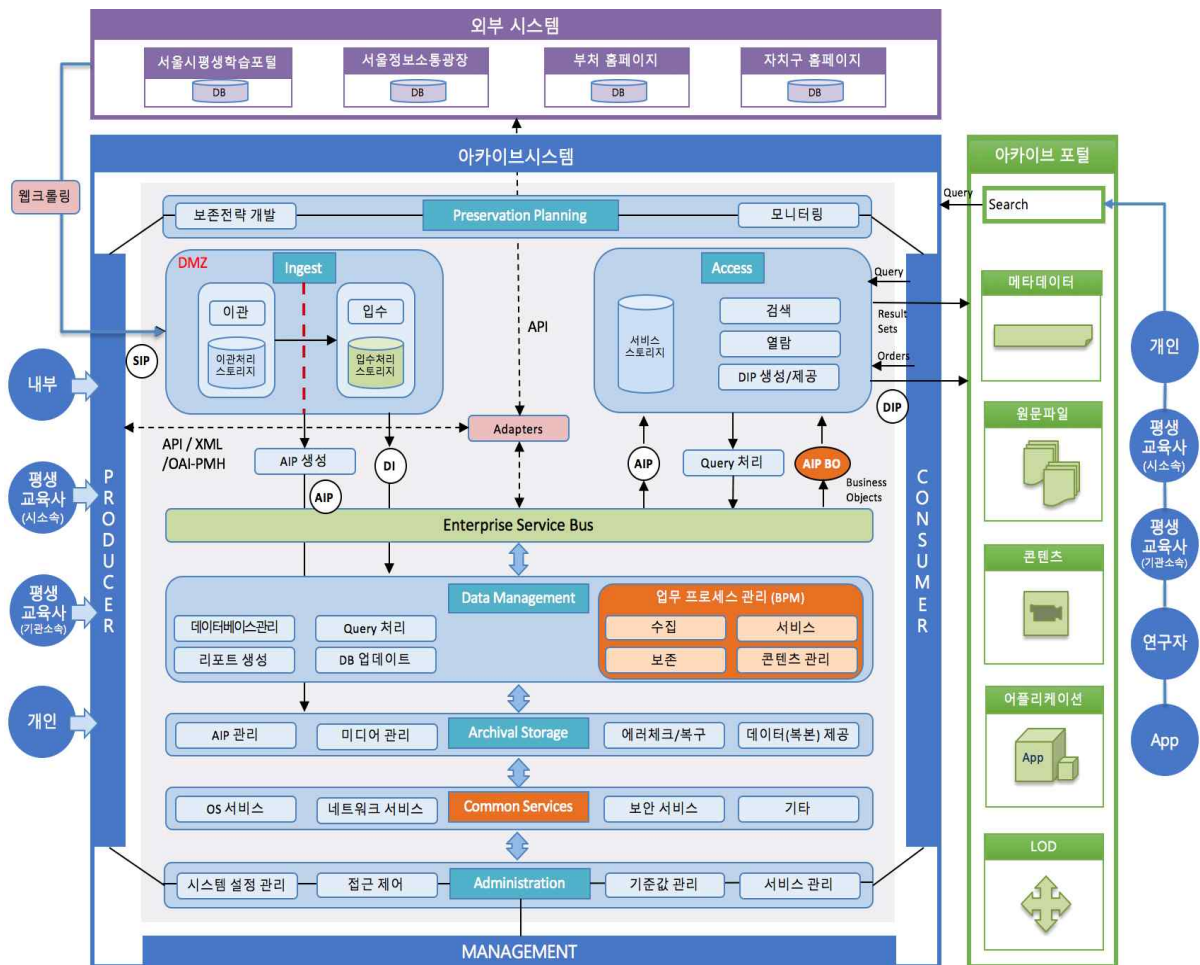 외부 시스템
서울시평생학습포털
DB
서울정보소통광장
DB
부처 홈페이지
DB
자치구 홈페이지
DB
웹크롤링
아카이브시스템
보존전략 개발
Preservation Planning
모니터링
DMZ
Ingest
이관
이관처리
스토리지
입수
입수처리
스토리지
API
Access
서비스
스토리지
검색
열람
DIP 생성/제공
Query
Query
Result
Sets
Orders
DIP
SIP
내부
평생
교육사
(시소속)
평생
교육사
(기관소속)
개인
PRODUCER
API / XML
/OAI-PMH
AIP 생성
AIP
DI
Adapters
AIP
Query 처리
AIP BO
Business
Objects
Enterprise Service Bus
Data Management
데이터베이스관리
Query 처리
리포트 생성
DB 업데이트
업무 프로세스 관리 (BPM)
수집
서비스
보존
콘텐츠 관리
AIP 관리
미디어 관리
Archival Storage
에러체크/복구
데이터(복본) 제공
OS 서비스
네트워크 서비스
Common Services
보안 서비스
기타
시스템 설정 관리
접근 제어
Administration
기준값 관리
서비스 관리
MANAGEMENT
CONSUMER
아카이브 포털
Search
메타데이터
원문파일
콘텐츠
어플리케이션
App
LOD
개인
평생
교육사
(시소속)
평생
교육사
(기관소속)
연구자
App